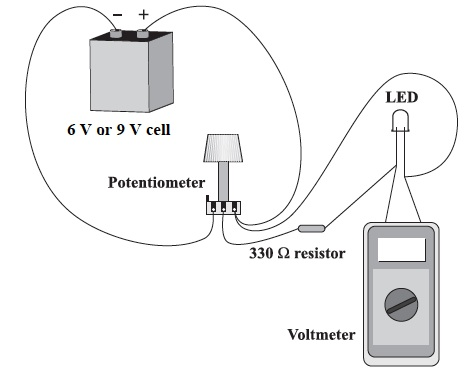 − +
6 V or 9 V cell
LED
Potentiometer
330 Ω resistor
Voltmeter